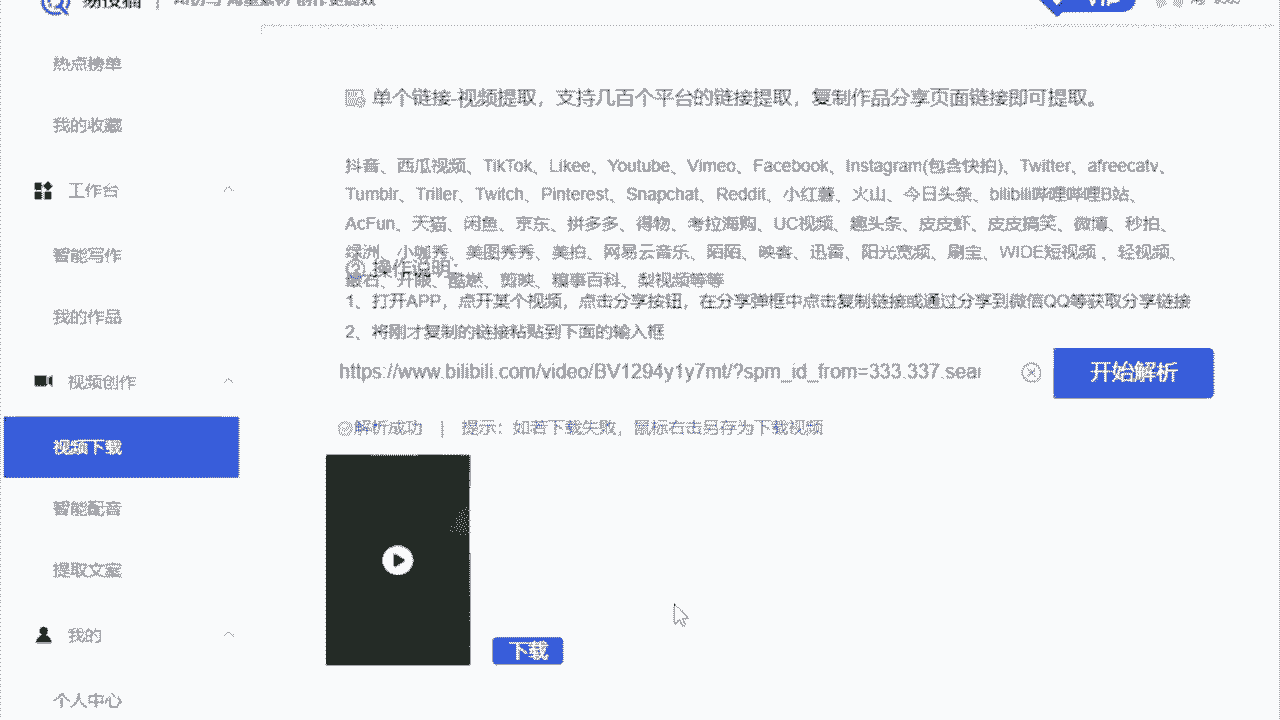 热点榜单
我的收藏
工作台
智能写作
我的作品
视频创作
视频下载
智能配音
提取文案
我的
个人中心
单个链接-视频提取，支持几百个平台的链接提取，复制作品分享页面链接即可提取。
抖音、西瓜视频、TikTok、Likee、Youtube、Vimeo、Facebook、Instagram(包含快拍)、Twitter、afreecatv、
Tumblr、Triller、Twitch、Pinterest、Snapchat、Reddit、小红薯、火山、今日头条、bilibili哔哩哔哩B站、
AcFun、天猫、闲鱼、京东、拼多多、得物、考拉海购、UC视频、趣头条、皮皮虾、皮皮搞笑、微博、秒拍、
绿洲、小咖秀、美图秀秀、美拍、网易云音乐、陌陌、映客、迅雷、阳光宽频、刷宝、WIDE短视频 、轻视频、
开眼、酷燃、剪映、糗事百科、梨视频等等
操作说明：
1、打开APP，点开某个视频，点击分享按钮，在分享弹框中点击复制链接或通过分享到微信QQ等获取分享链接
2、将刚才复制的链接粘贴到下面的输入框
https://www.bilibili.com/video/BV1294y1y7mt/?spm_id_from=333.337.sear
开始解析
解析成功 | 提示：如若下载失败，鼠标右击另存为下载视频
下载